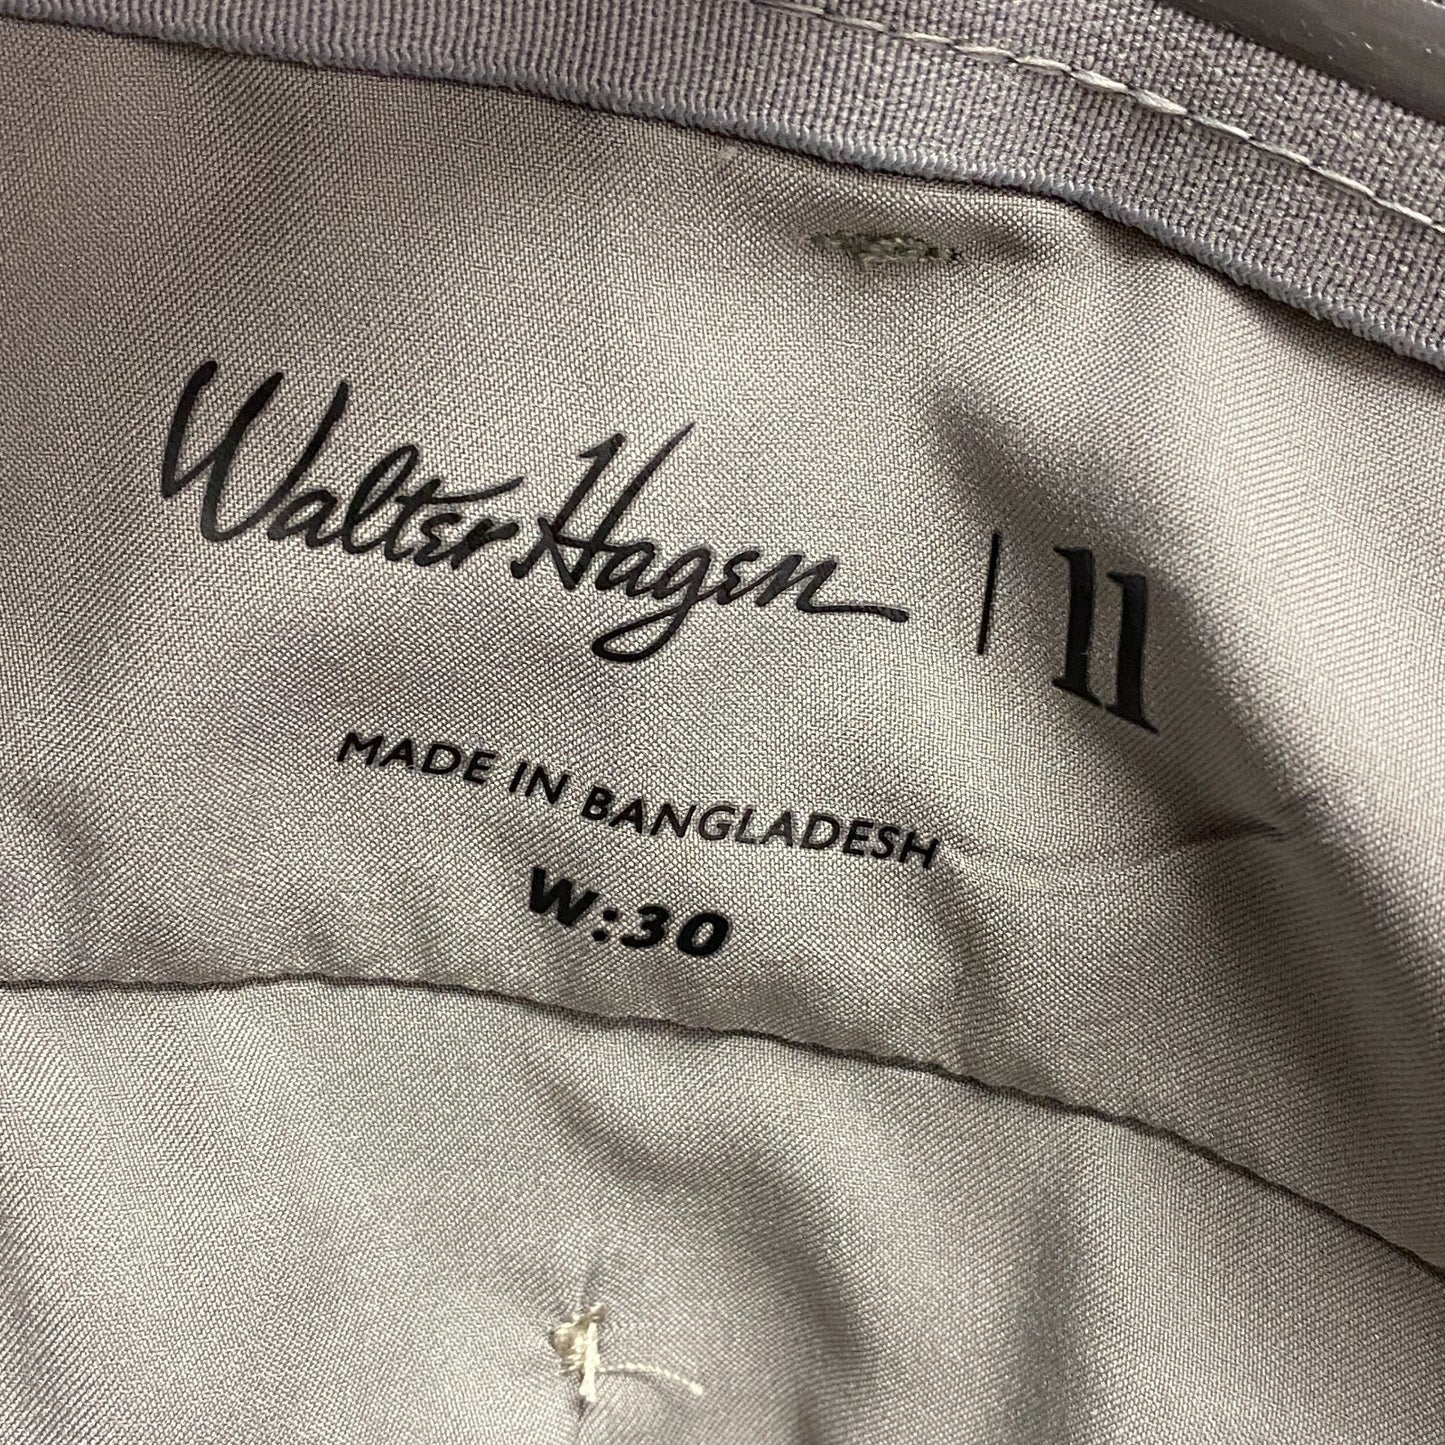 Walter Hagen | 11
MADE IN BANGLADESH
W:30